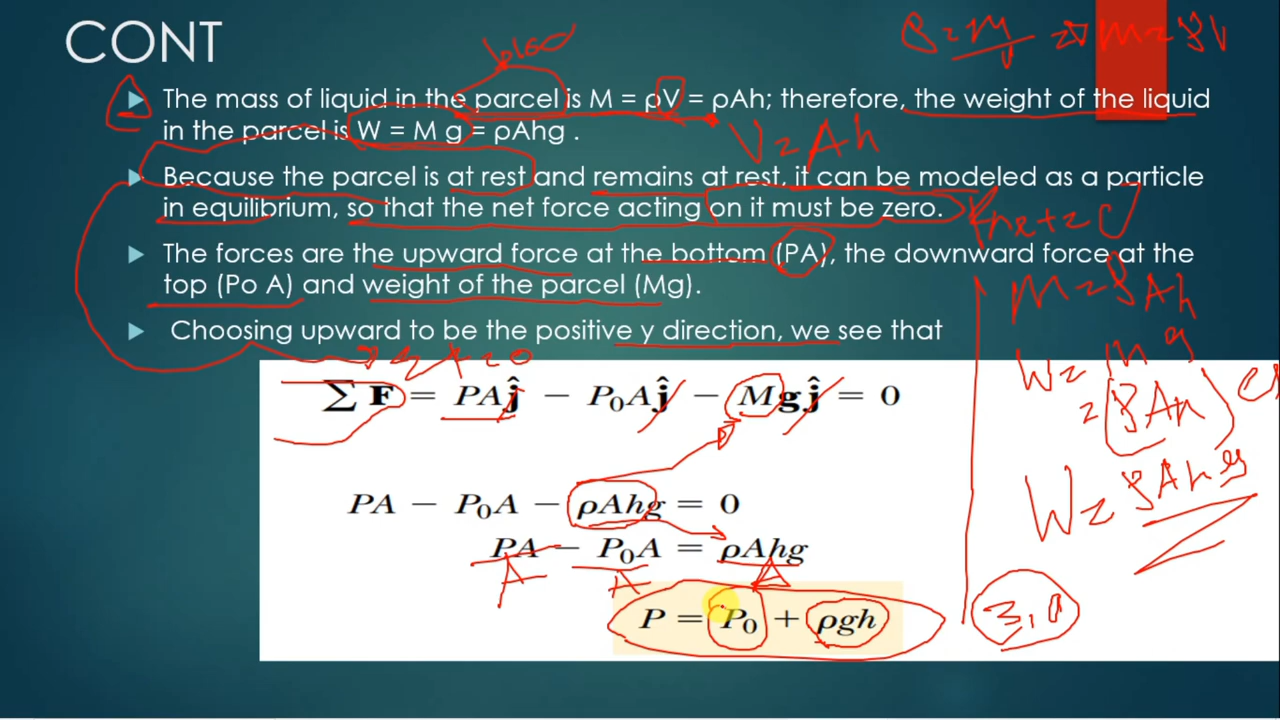 CONT
ρ = m/v ⇒ m = ρV
▶ The mass of liquid in the parcel is M = ρV = ρAh; therefore, the weight of the liquid
in the parcel is W = M g = ρAhg .
V = Ah
▶ Because the parcel is at rest and remains at rest, it can be modeled as a particle
in equilibrium, so that the net force acting on it must be zero.
▶ The forces are the upward force at the bottom (PA), the downward force at the
top (Po A) and weight of the parcel (Mg).
▶ Choosing upward to be the positive y direction, we see that
m = ρAh
W = mg
W = ρAhg
∑ F = PAĵ − P₀Aĵ − Mgĵ = 0
PA − P₀A − ρAhg = 0
PA − P₀A = ρAhg
A A A
P = P₀ + ρgh